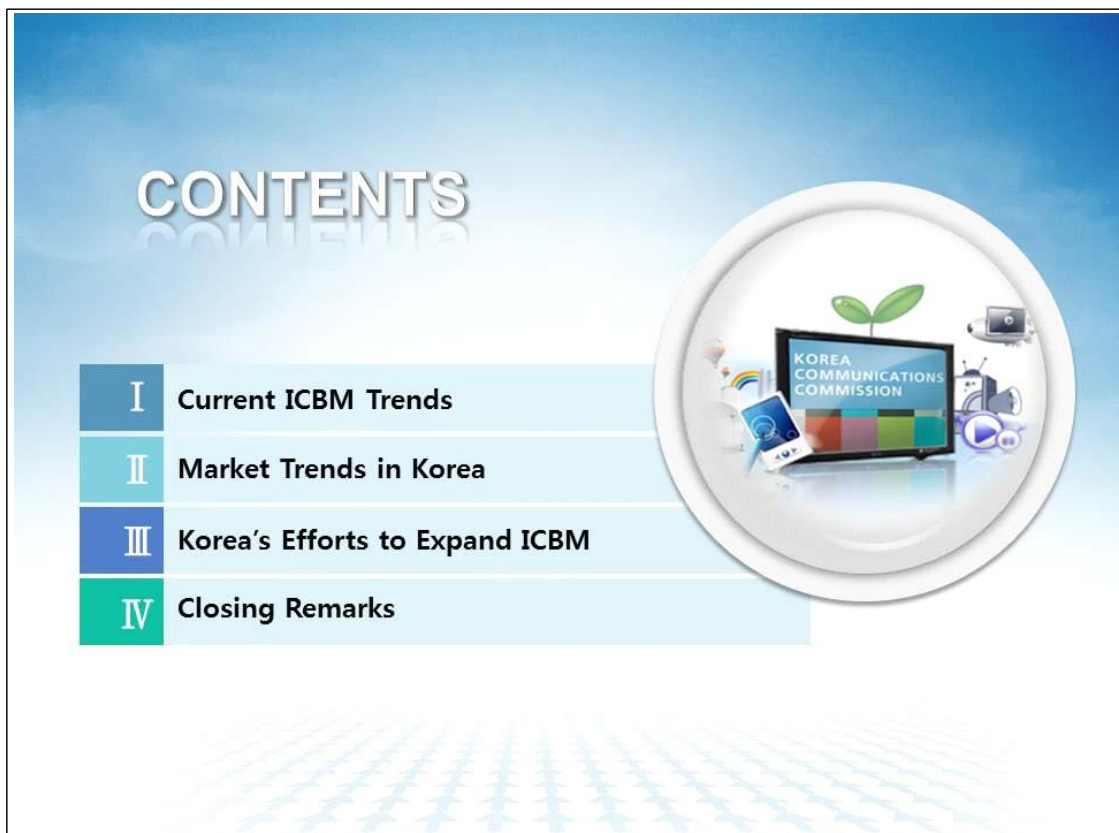 CONTENTS
Ⅰ Current ICBM Trends
Ⅱ Market Trends in Korea
Ⅲ Korea's Efforts to Expand ICBM
Ⅳ Closing Remarks
KOREA
COMMUNICATIONS
COMMISSION